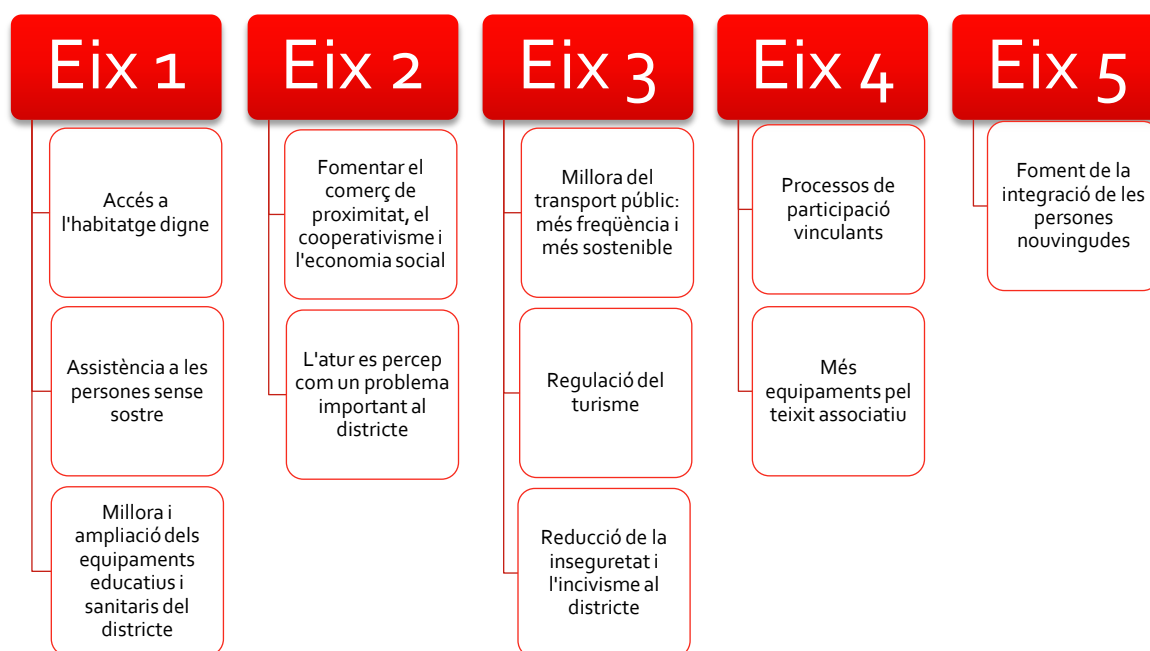 Eix 1
Accés a
l'habitatge digne
Assistència a les
persones sense
sostre
Millora i
ampliació dels
equipaments
educatius i
sanitaris del
districte
Eix 2
Fomentar el
comerç de
proximitat, el
cooperativisme i
l'economia social
L'atur es percep
com un problema
important al
districte
Eix 3
Millora del
transport públic:
més freqüència i
més sostenible
Regulació del
turisme
Reducció de la
inseguretat i
l'incivisme al
districte
Eix 4
Processos de
participació
vinculants
Més
equipaments pel
teixit associatiu
Eix 5
Foment de la
integració de les
persones
nouvingudes